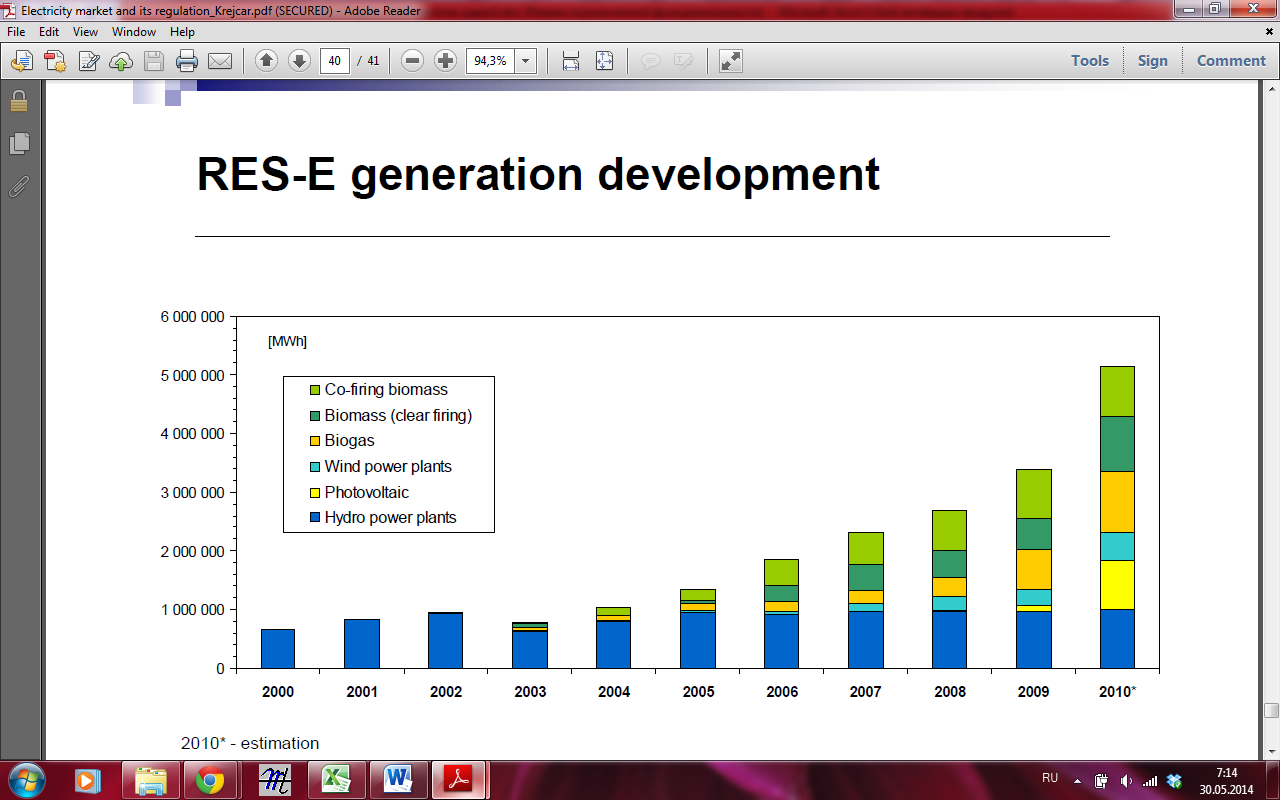 Electricity market and its regulation_Krejcar.pdf (SECURED) - Adobe Reader
File Edit View Window Help
40 / 41 94,3% Tools Sign Comment
RES-E generation development
6 000 000
5 000 000
4 000 000
3 000 000
2 000 000
1 000 000
0
[MWh]
Co-firing biomass
Biomass (clear firing)
Biogas
Wind power plants
Photovoltaic
Hydro power plants
2000 2001 2002 2003 2004 2005 2006 2007 2008 2009 2010*
2010* - estimation
RU 7:14
30.05.2014